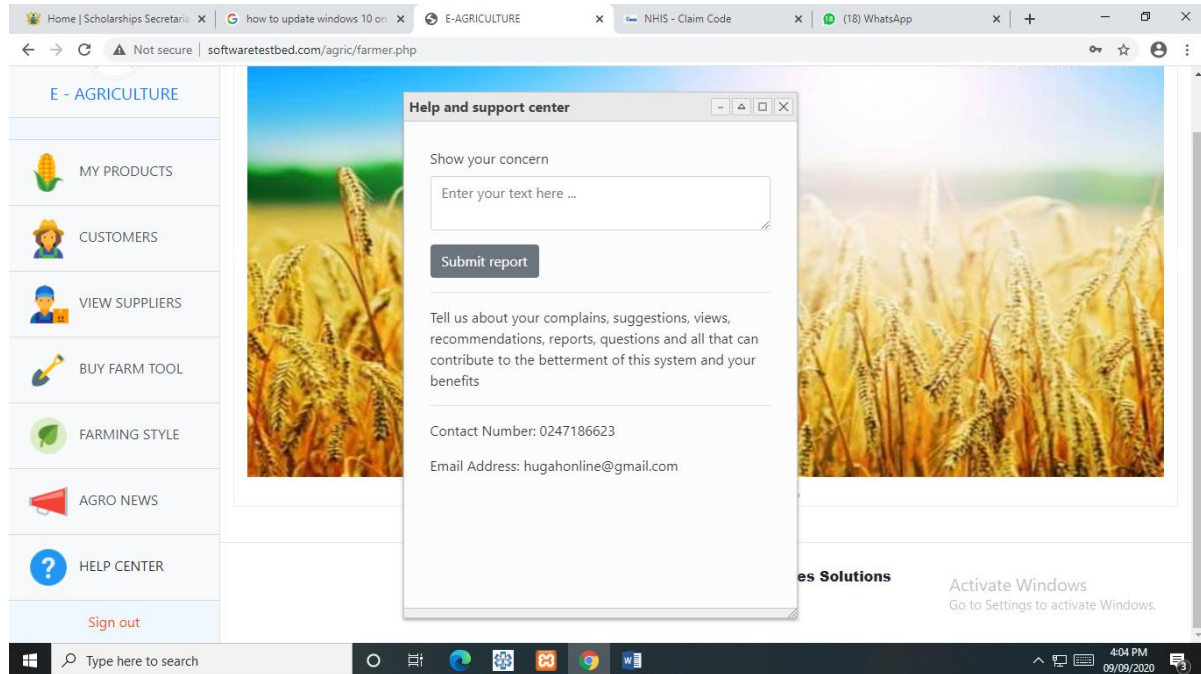 Home | Scholarships Secretaria
how to update windows 10 on
E-AGRICULTURE
NHIS - Claim Code
(18) WhatsApp
Not secure | softwaretestbed.com/agric/farmer.php
E - AGRICULTURE
MY PRODUCTS
CUSTOMERS
VIEW SUPPLIERS
BUY FARM TOOL
FARMING STYLE
AGRO NEWS
HELP CENTER
Sign out
Help and support center
Show your concern
Enter your text here ...
Submit report
Tell us about your complains, suggestions, views,
recommendations, reports, questions and all that can
contribute to the betterment of this system and your
benefits
Contact Number: 0247186623
Email Address: hugahonline@gmail.com
es Solutions
Activate Windows
Go to Settings to activate Windows.
Type here to search
4:04 PM
09/09/2020
3